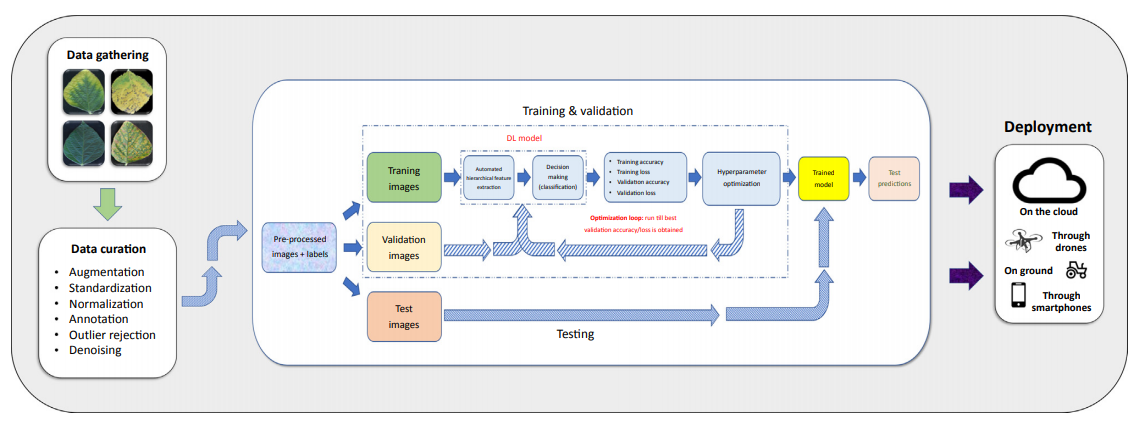 Data gathering
Data curation
• Augmentation
• Standardization
• Normalization
• Annotation
• Outlier rejection
• Denoising
Pre-processed
images + labels
Training & validation
DL model
Traning
images
Automated
hierarchical feature
extraction
Decision
making
(classification)
• Training accuracy
• Training loss
• Validation accuracy
• Validation loss
Hyperparameter
optimization
Trained
model
Test
predictions
Optimization loop: run till best
validation accuracy/loss is obtained
Validation
images
Test
images
Testing
Deployment
On the cloud
Through
drones
On ground
Through
smartphones